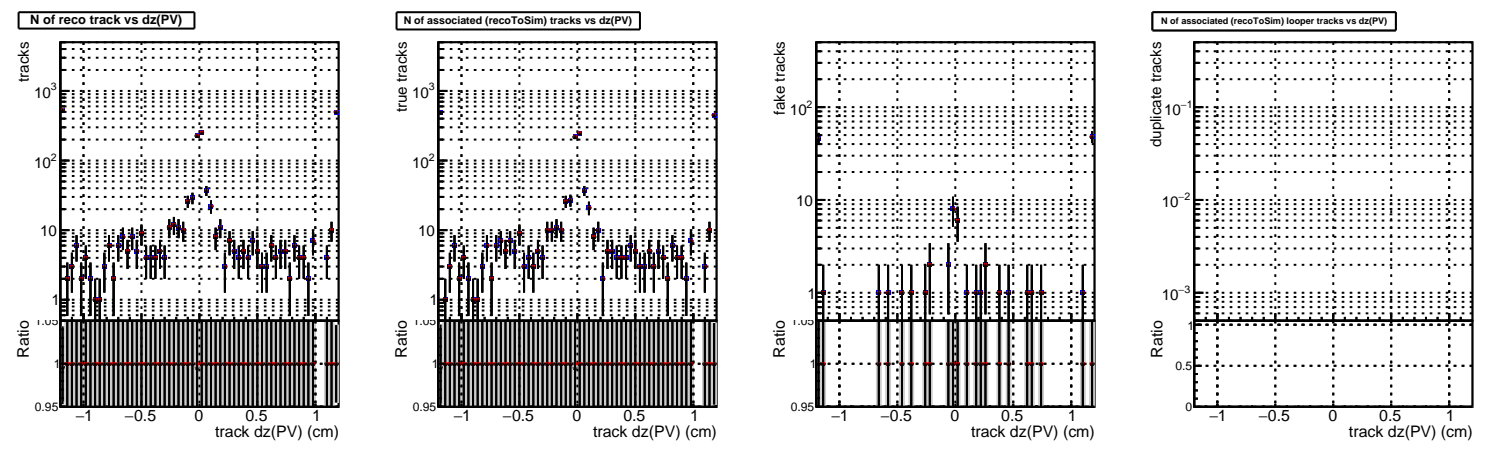 N of reco track vs dz(PV)
tracks
10³
10²
10
1
1.05
Ratio
1
0.95
−1 −0.5 0 0.5 1
track dz(PV) (cm)
N of associated (recoToSim) tracks vs dz(PV)
true tracks
10³
10²
10
1
1.05
Ratio
1
0.95
−1 −0.5 0 0.5 1
track dz(PV) (cm)
fake tracks
10²
10
1
1.05
Ratio
1
0.95
−1 −0.5 0 0.5 1
track dz(PV) (cm)
N of associated (recoToSim) looper tracks vs dz(PV)
duplicate tracks
10⁻¹
10⁻²
10⁻³
Ratio
1
0.5
0
−1 −0.5 0 0.5 1
track dz(PV) (cm)